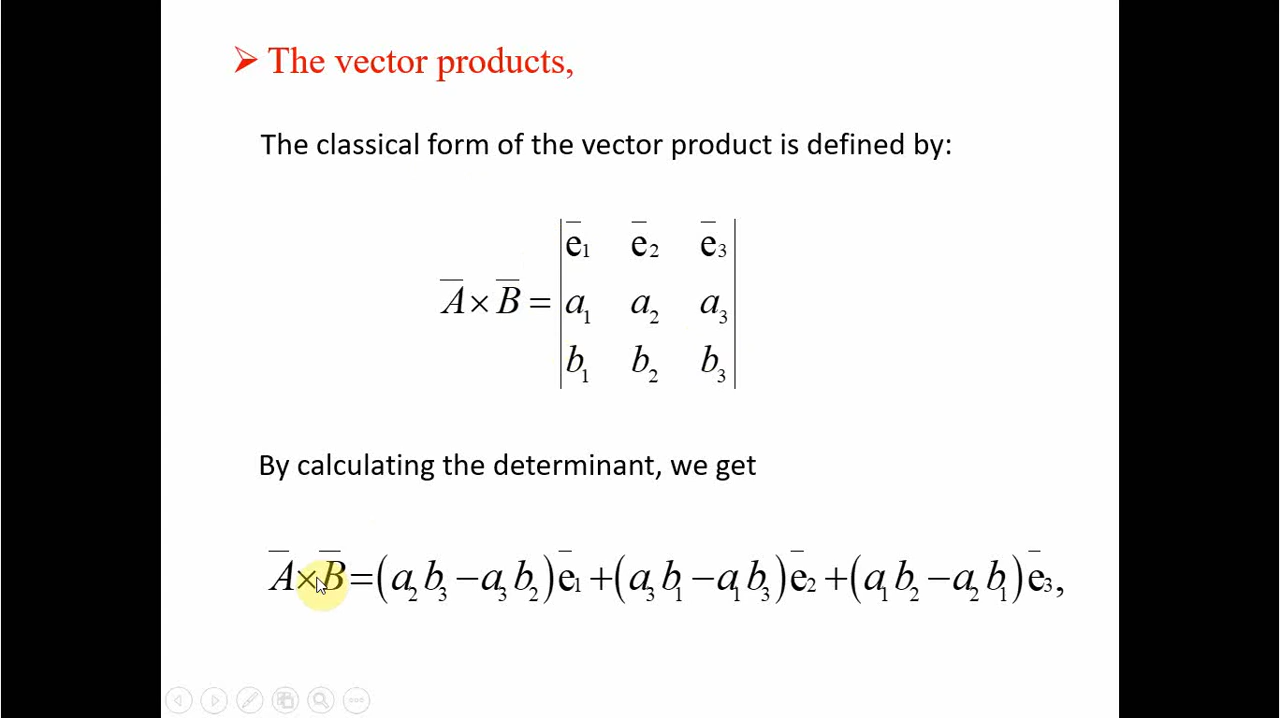 ➢ The vector products,
The classical form of the vector product is defined by:
A̅ × B̅ = | e̅₁ e̅₂ e̅₃ |
| a₁ a₂ a₃ |
| b₁ b₂ b₃ |
By calculating the determinant, we get
A̅×B̅=(a₂b₃−a₃b₂)e̅₁+(a₃b₁−a₁b₃)e̅₂+(a₁b₂−a₂b₁)e̅₃,